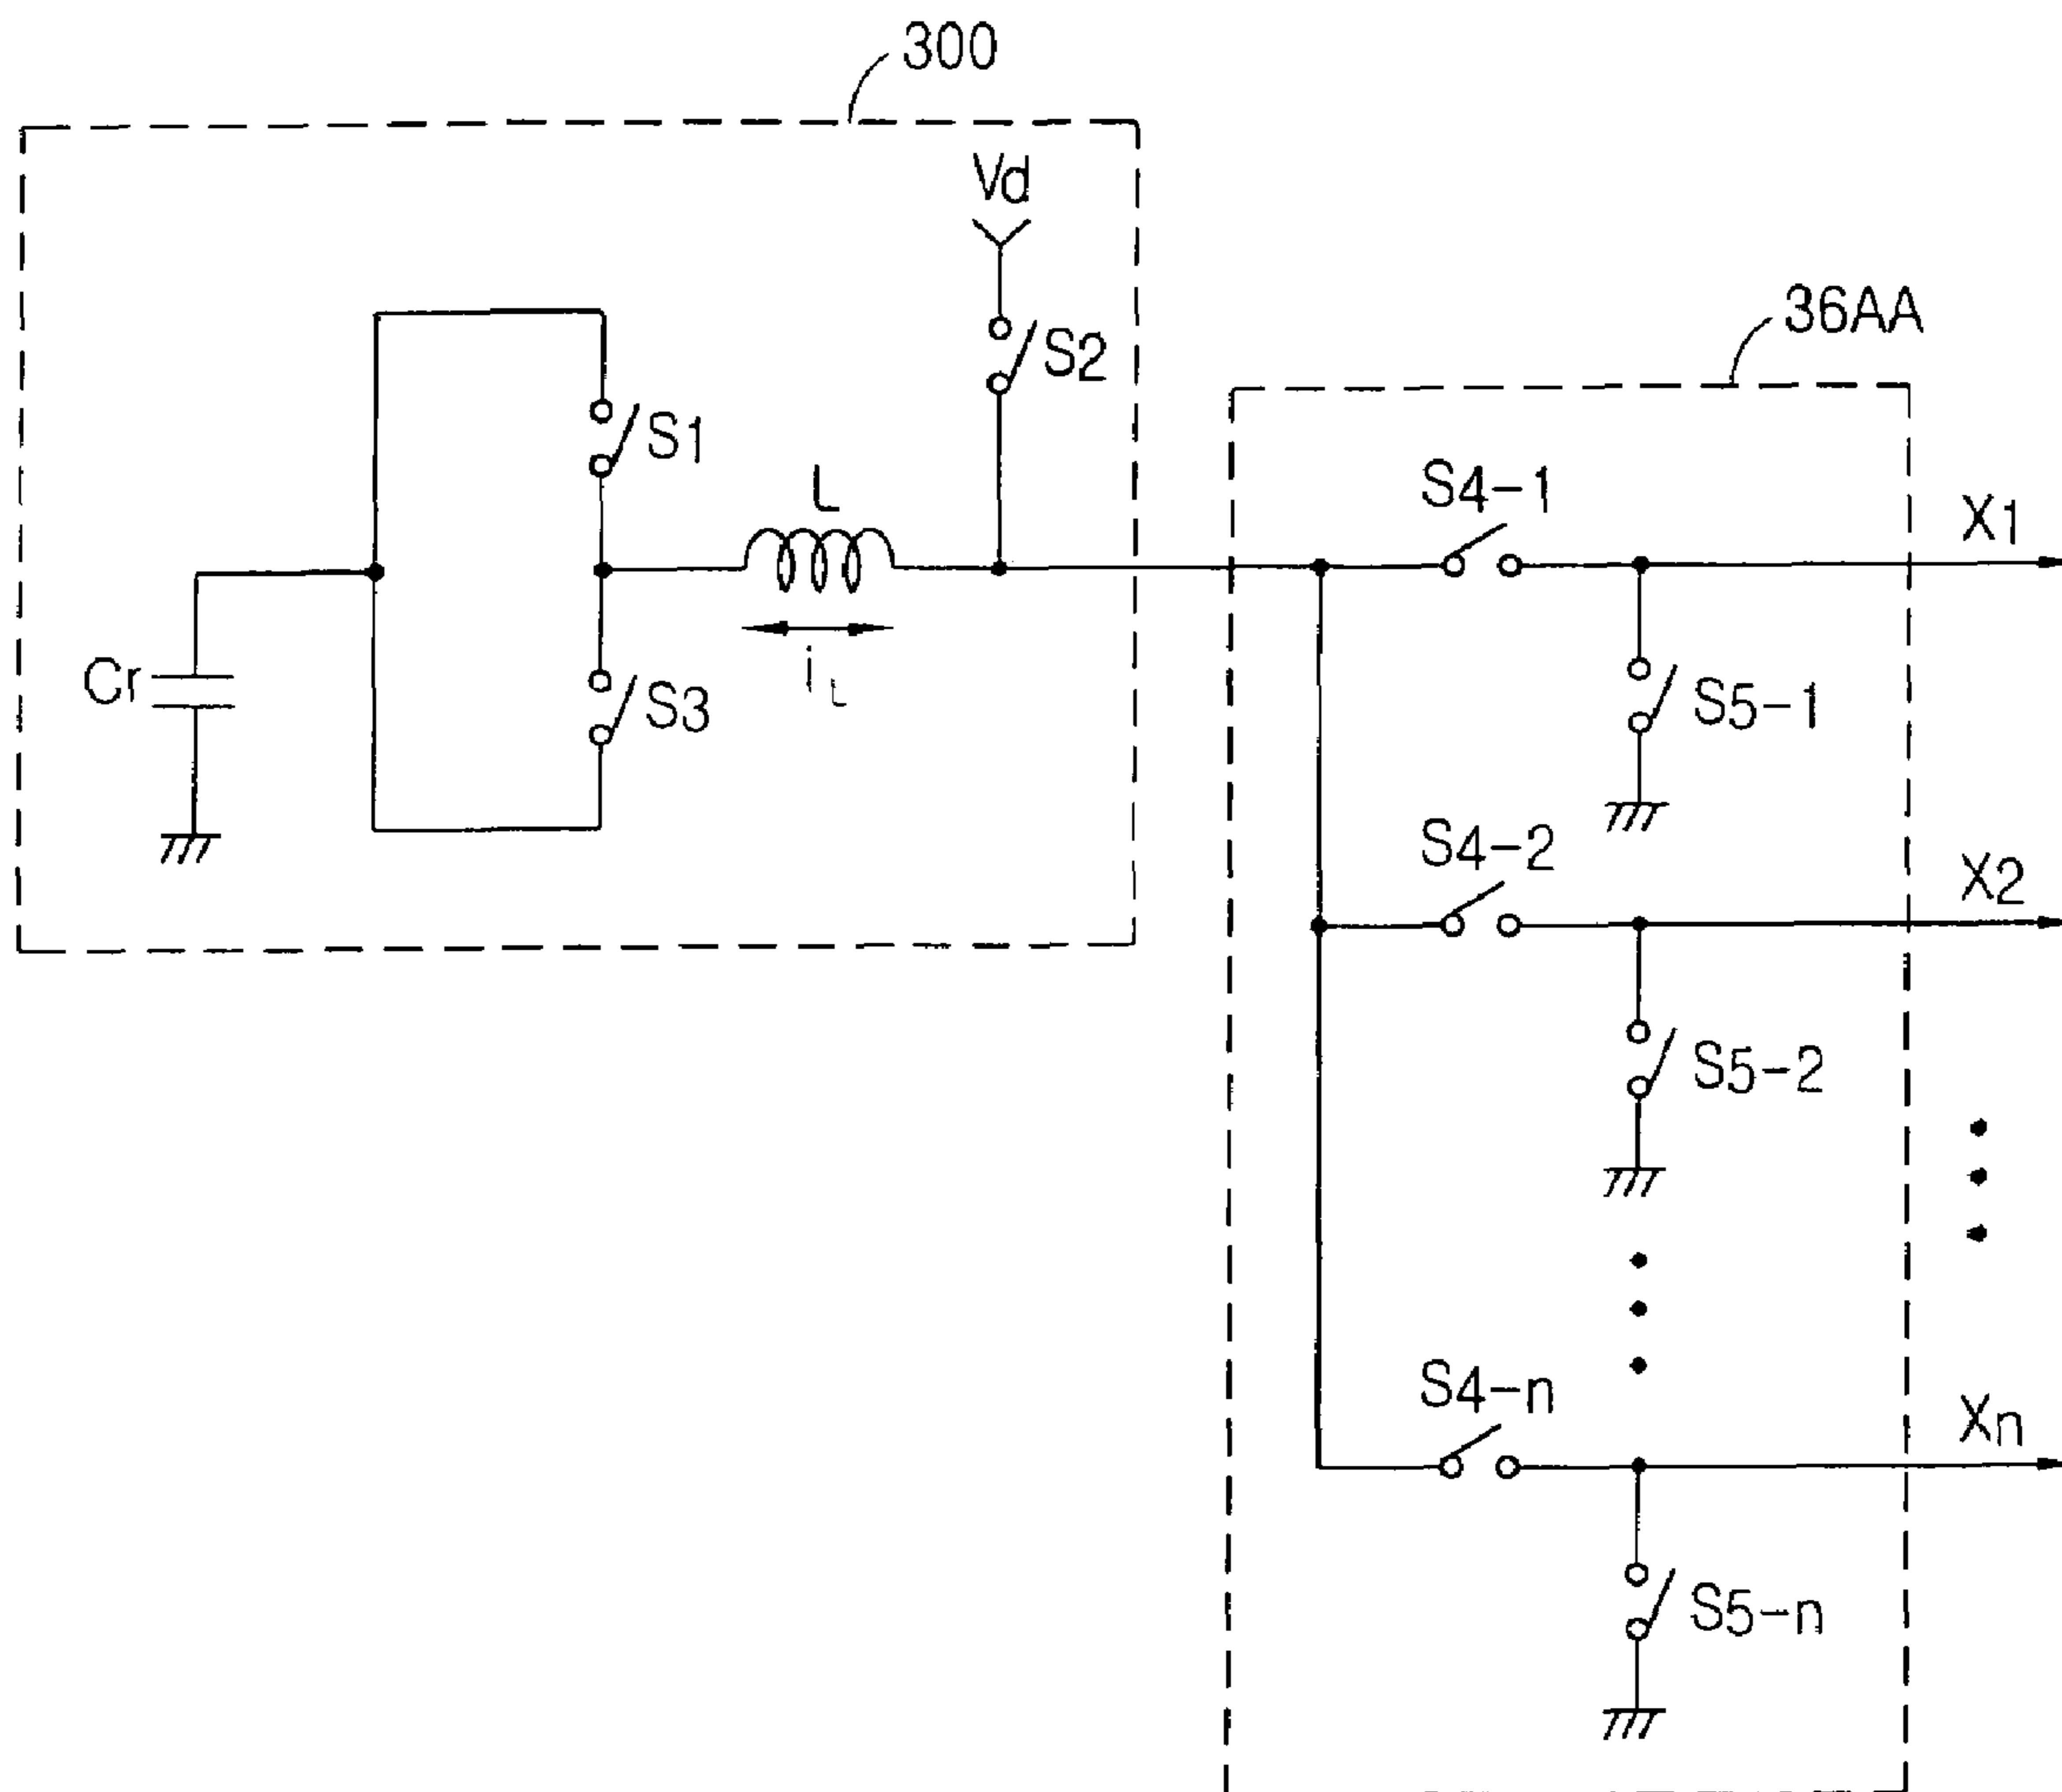 300
Vd
S2
36AA
S1
L
S4-1
X1
iL
Cr
S3
S5-1
S4-2
X2
S5-2
S4-n
Xn
S5-n